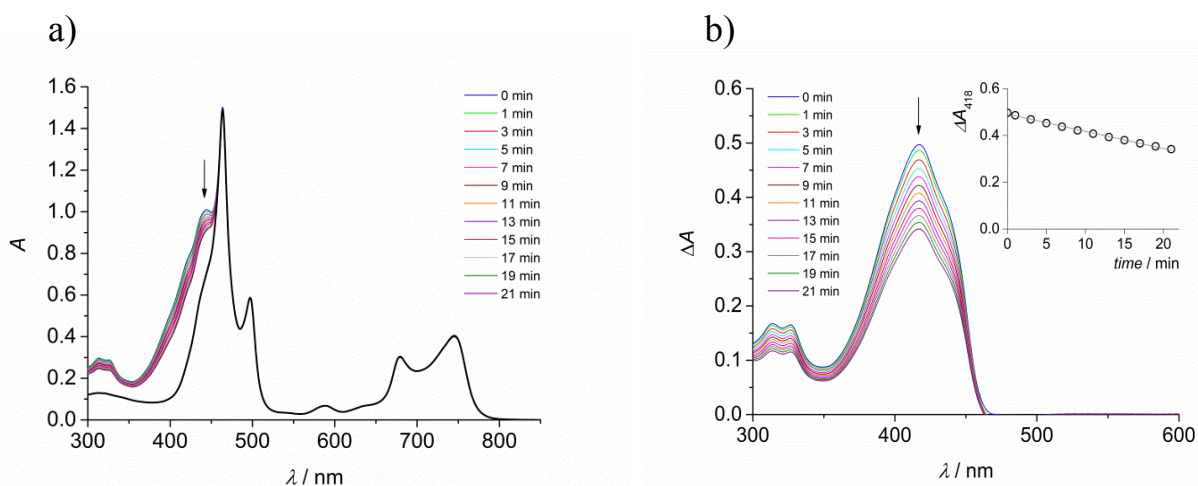 a)
1.6
1.4
1.2
1.0
0.8
0.6
0.4
0.2
0.0
A
300 400 500 600 700 800
λ / nm
0 min
1 min
3 min
5 min
7 min
9 min
11 min
13 min
15 min
17 min
19 min
21 min
b)
0.6
0.5
0.4
0.3
0.2
0.1
0.0
ΔA
300 400 500 600
λ / nm
0 min
1 min
3 min
5 min
7 min
9 min
11 min
13 min
15 min
17 min
19 min
21 min
0.6
0.4
0.2
0.0
ΔA418
0 5 10 15 20
time / min